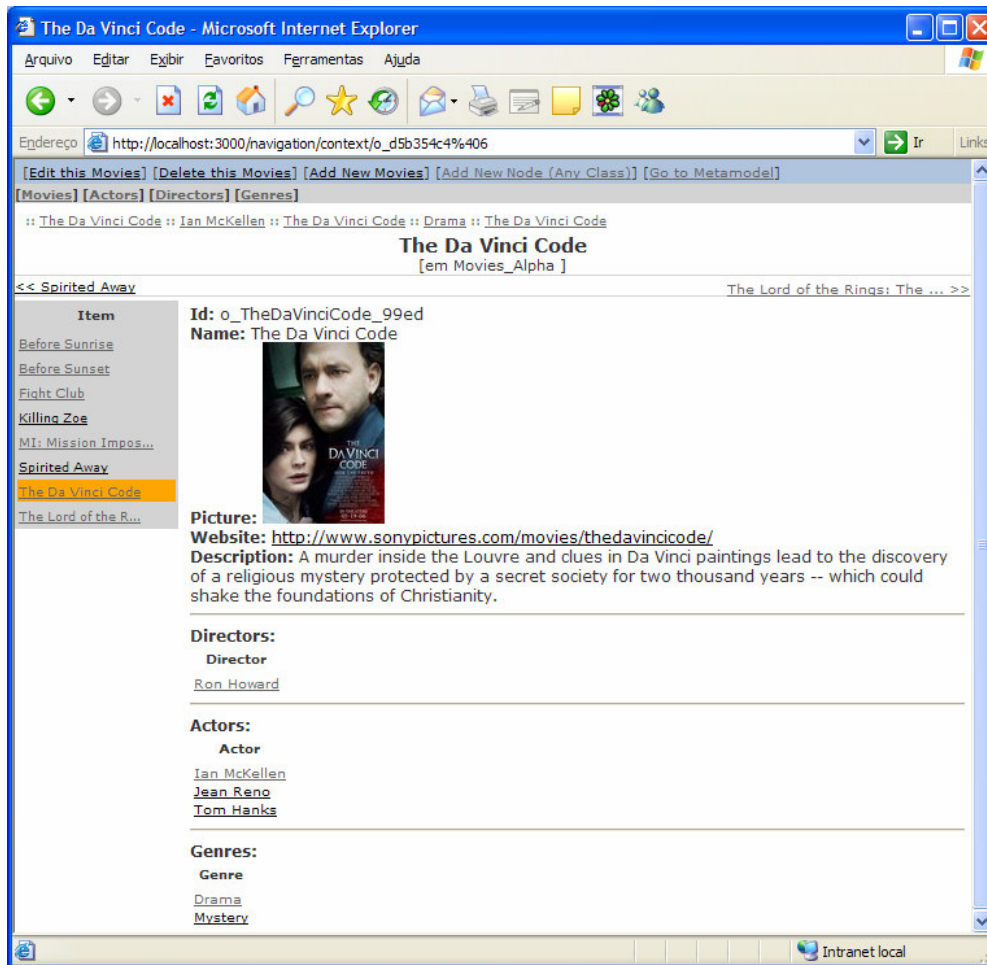 The Da Vinci Code - Microsoft Internet Explorer
Arquivo Editar Exibir Favoritos Ferramentas Ajuda
Endereço http://localhost:3000/navigation/context/o_d5b354c4%406 Ir Links
[Edit this Movies] [Delete this Movies] [Add New Movies] [Add New Node (Any Class)] [Go to Metamodel]
[Movies] [Actors] [Directors] [Genres]
:: The Da Vinci Code :: Ian McKellen :: The Da Vinci Code :: Drama :: The Da Vinci Code
The Da Vinci Code
[em Movies_Alpha ]
<< Spirited Away
The Lord of the Rings: The ... >>
Item
Before Sunrise
Before Sunset
Fight Club
Killing Zoe
MI: Mission Impos...
Spirited Away
The Da Vinci Code
The Lord of the R...
Id: o_TheDaVinciCode_99ed
Name: The Da Vinci Code
THE
DA VINCI
CODE
Picture:
Website: http://www.sonypictures.com/movies/thedavincicode/
Description: A murder inside the Louvre and clues in Da Vinci paintings lead to the discovery
of a religious mystery protected by a secret society for two thousand years -- which could
shake the foundations of Christianity.
Directors:
Director
Ron Howard
Actors:
Actor
Ian McKellen
Jean Reno
Tom Hanks
Genres:
Genre
Drama
Mystery
Intranet local